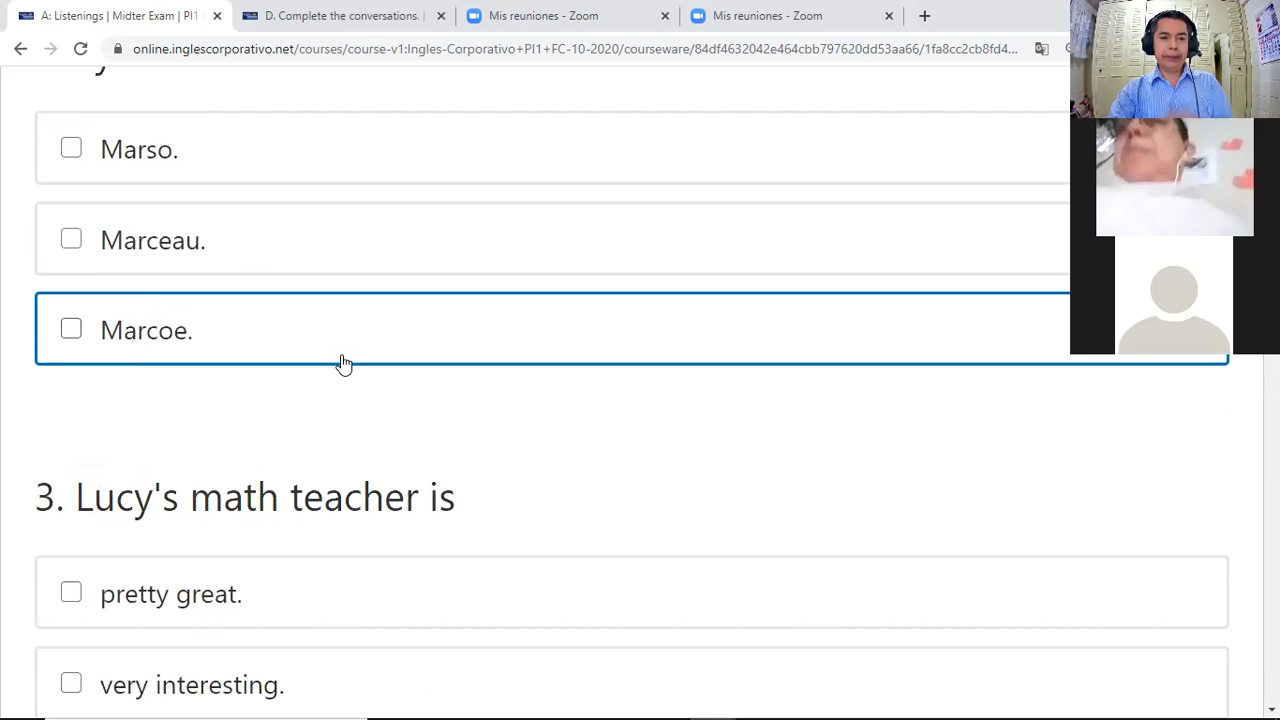 A: Listenings | Midter Exam | PI1
D. Complete the conversations:
Mis reuniones - Zoom
Mis reuniones - Zoom
online.inglescorporativo.net/courses/course-v1:Ingles-Corporativo+PI1+FC-10-2020/courseware/84df4632042e464cbb797620dd53aa9b/1fa8cc2cb8fd4...
Marso.
Marceau.
Marcoe.
3. Lucy's math teacher is
pretty great.
very interesting.